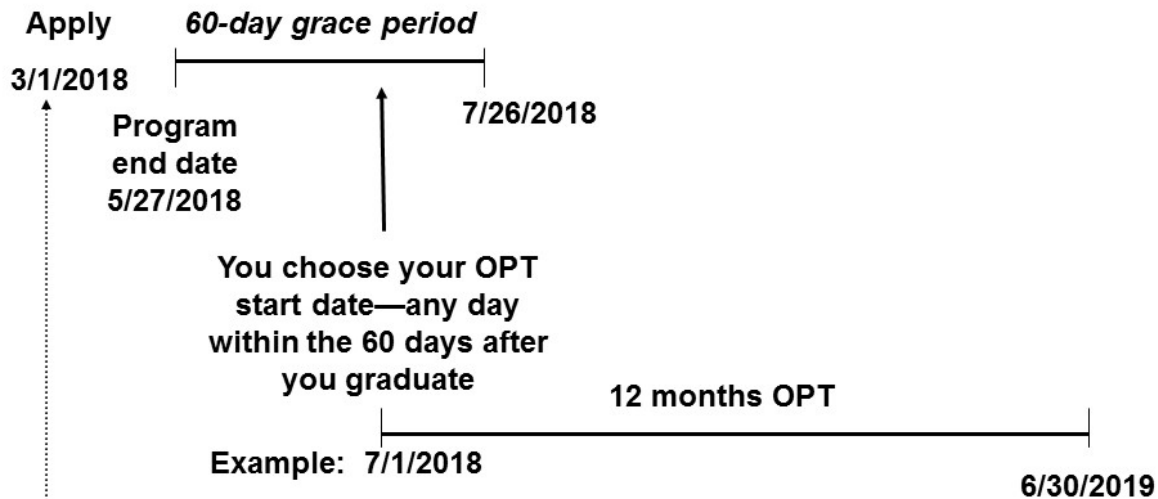 Apply
60-day grace period
3/1/2018
7/26/2018
Program
end date
5/27/2018
You choose your OPT
start date—any day
within the 60 days after
you graduate
12 months OPT
Example: 7/1/2018
6/30/2019